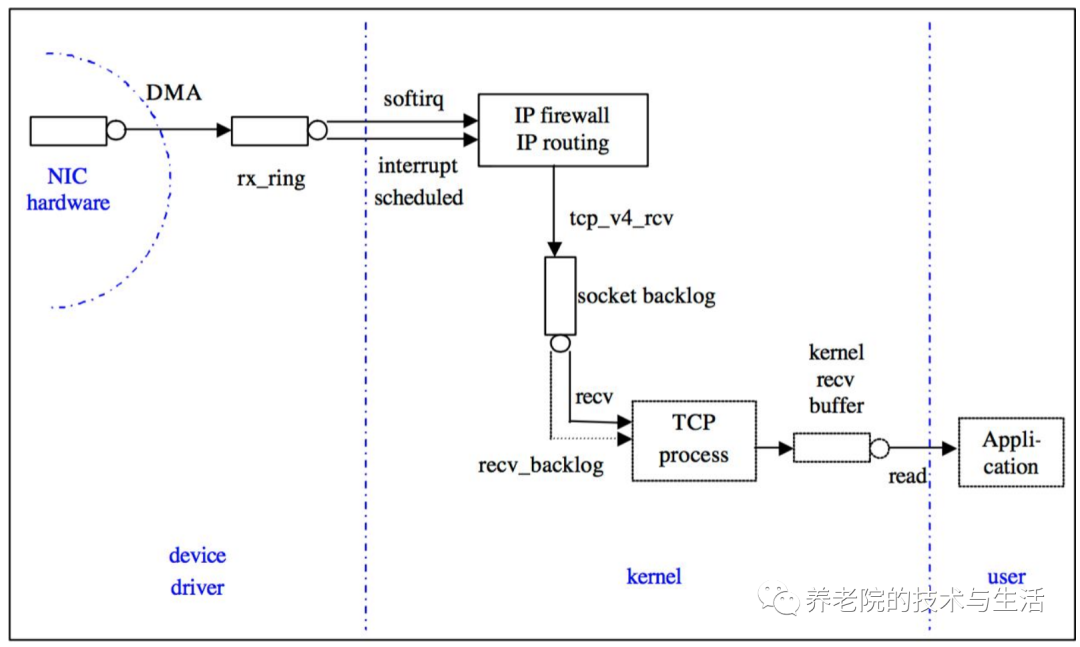 DMA
NIC
hardware
rx_ring
softirq
interrupt
scheduled
IP firewall
IP routing
tcp_v4_rcv
socket backlog
recv
recv_backlog
TCP
process
kernel
recv
buffer
read
Appli-
cation
device
driver
kernel
user
养老院的技术与生活